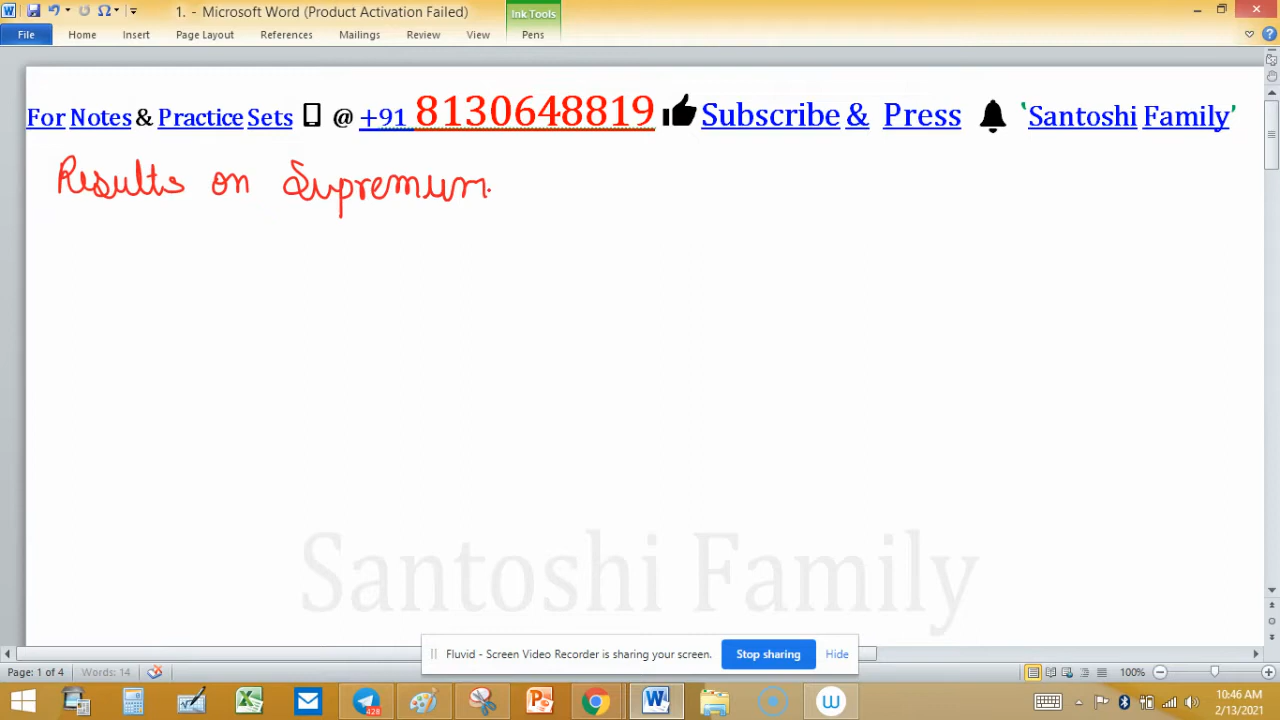 1. - Microsoft Word (Product Activation Failed)
Ink Tools
File Home Insert Page Layout References Mailings Review View Pens
For Notes & Practice Sets @ +91 8130648819 Subscribe & Press 'Santoshi Family'
Results on Supremum.
Santoshi Family
Fluvid - Screen Video Recorder is sharing your screen. Stop sharing Hide
Page: 1 of 4 Words: 14 100%
428
10:46 AM
2/13/2021